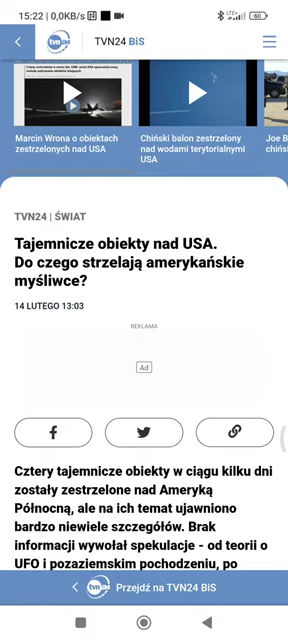 15:22 | 0,0KB/s
LTE+
60
TVN24 BiS
Marcin Wrona o obiektach
zestrzelonych nad USA
Chiński balon zestrzelony
nad wodami terytorialnymi
USA
Joe B
chińsk
TVN24 | ŚWIAT
Tajemnicze obiekty nad USA.
Do czego strzelają amerykańskie
myśliwce?
14 LUTEGO 13:03
REKLAMA
Ad
Cztery tajemnicze obiekty w ciągu kilku dni
zostały zestrzelone nad Ameryką
Północną, ale na ich temat ujawniono
bardzo niewiele szczegółów. Brak
informacji wywołał spekulacje - od teorii o
UFO i pozaziemskim pochodzeniu, po
Przejdź na TVN24 BiS